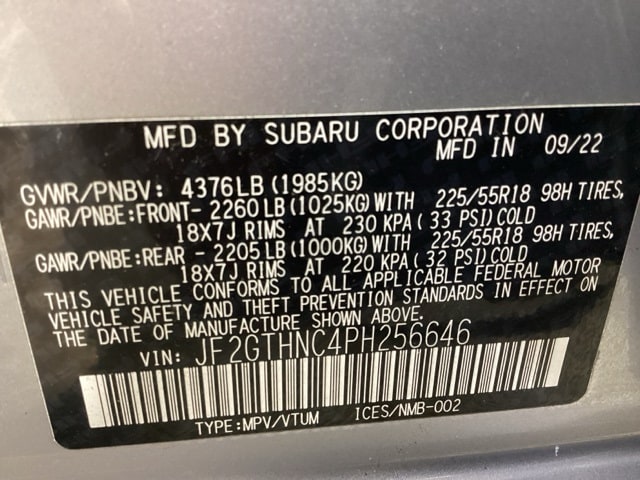 MFD BY SUBARU CORPORATION
MFD IN 09/22
GVWR/PNBV: 4376LB (1985KG)
GAWR/PNBE:FRONT- 2260LB (1025KG)WITH 225/55R18 98H TIRES,
18X7J RIMS AT 230 KPA ( 33 PSI)COLD
GAWR/PNBE:REAR - 2205LB (1000KG)WITH 225/55R18 98H TIRES,
18X7J RIMS AT 220 KPA ( 32 PSI)COLD
THIS VEHICLE CONFORMS TO ALL APPLICABLE FEDERAL MOTOR
VEHICLE SAFETY AND THEFT PREVENTION STANDARDS IN EFFECT ON
THE DATE OF MANUFACTURE SHOWN ABOVE.
VIN: JF2GTHNC4PH256646
TYPE:MPV/VTUM ICES/NMB-002